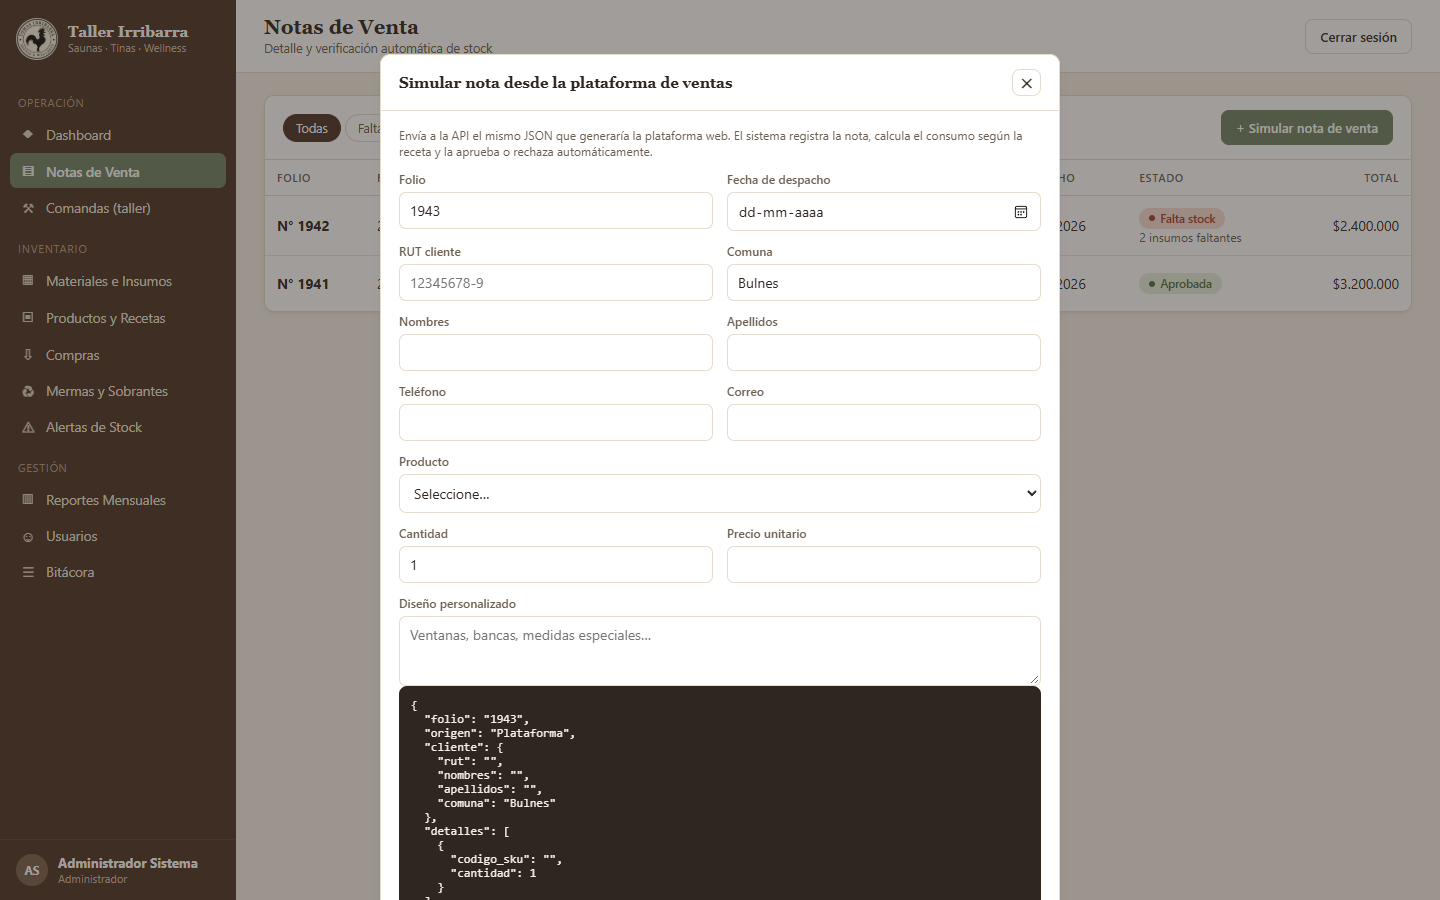 Taller Irribarra
Saunas · Tinas · Wellness
OPERACIÓN
Dashboard
Notas de Venta
Comandas (taller)
INVENTARIO
Materiales e Insumos
Productos y Recetas
Compras
Mermas y Sobrantes
Alertas de Stock
GESTIÓN
Reportes Mensuales
Usuarios
Bitácora
AS
Administrador Sistema
Administrador
Notas de Venta
Detalle y verificación automática de stock
Cerrar sesión
Todas
Falta
+ Simular nota de venta
FOLIO
HO
ESTADO
TOTAL
N° 1942
2026
Falta stock
2 insumos faltantes
$2.400.000
N° 1941
2026
Aprobada
$3.200.000
Simular nota desde la plataforma de ventas
Envía a la API el mismo JSON que generaría la plataforma web. El sistema registra la nota, calcula el consumo según la
receta y la aprueba o rechaza automáticamente.
Folio
1943
Fecha de despacho
dd-mm-aaaa
RUT cliente
12345678-9
Comuna
Bulnes
Nombres
Apellidos
Teléfono
Correo
Producto
Seleccione...
Cantidad
1
Precio unitario
Diseño personalizado
Ventanas, bancas, medidas especiales...
{
"folio": "1943",
"origen": "Plataforma",
"cliente": {
"rut": "",
"nombres": "",
"apellidos": "",
"comuna": "Bulnes"
},
"detalles": [
{
"codigo_sku": "",
"cantidad": 1
}